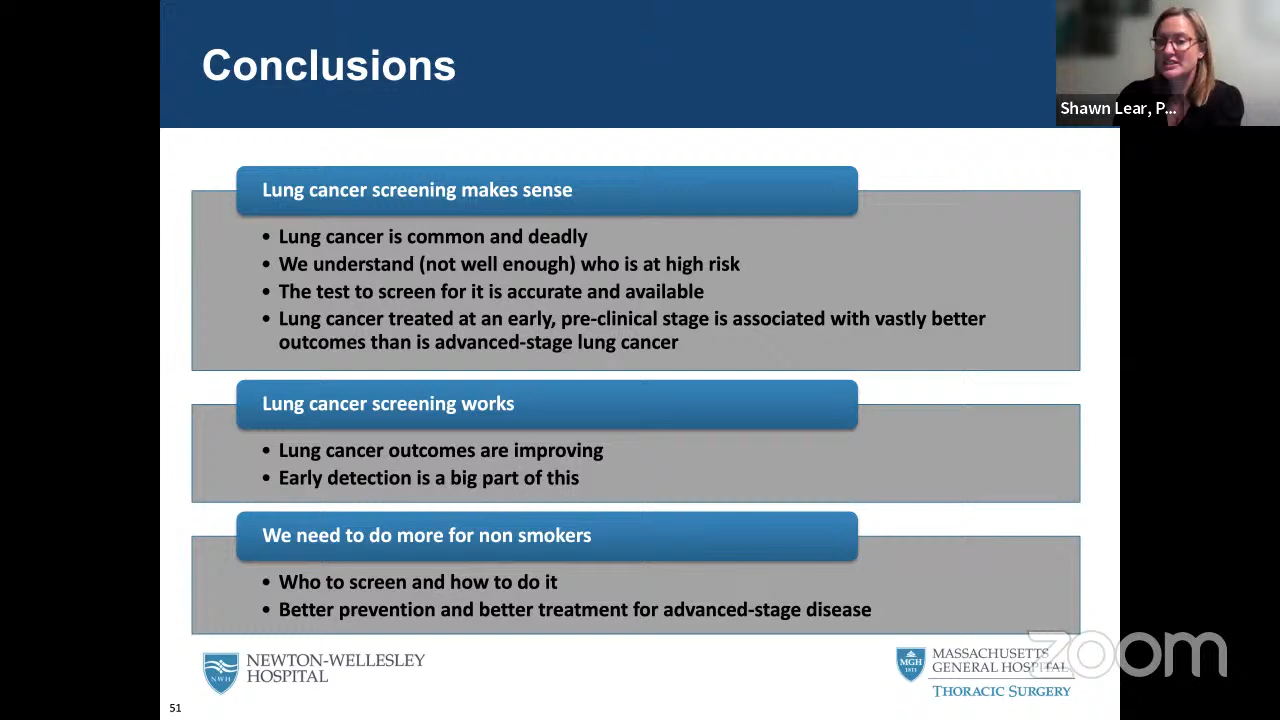 Conclusions
Shawn Lear, P...
Lung cancer screening makes sense
• Lung cancer is common and deadly
• We understand (not well enough) who is at high risk
• The test to screen for it is accurate and available
• Lung cancer treated at an early, pre-clinical stage is associated with vastly better
outcomes than is advanced-stage lung cancer
Lung cancer screening works
• Lung cancer outcomes are improving
• Early detection is a big part of this
We need to do more for non smokers
• Who to screen and how to do it
• Better prevention and better treatment for advanced-stage disease
NWH
NEWTON-WELLESLEY
HOSPITAL
MGH
1811
MASSACHUSETTS
GENERAL HOSPITAL
THORACIC SURGERY
zoom
51